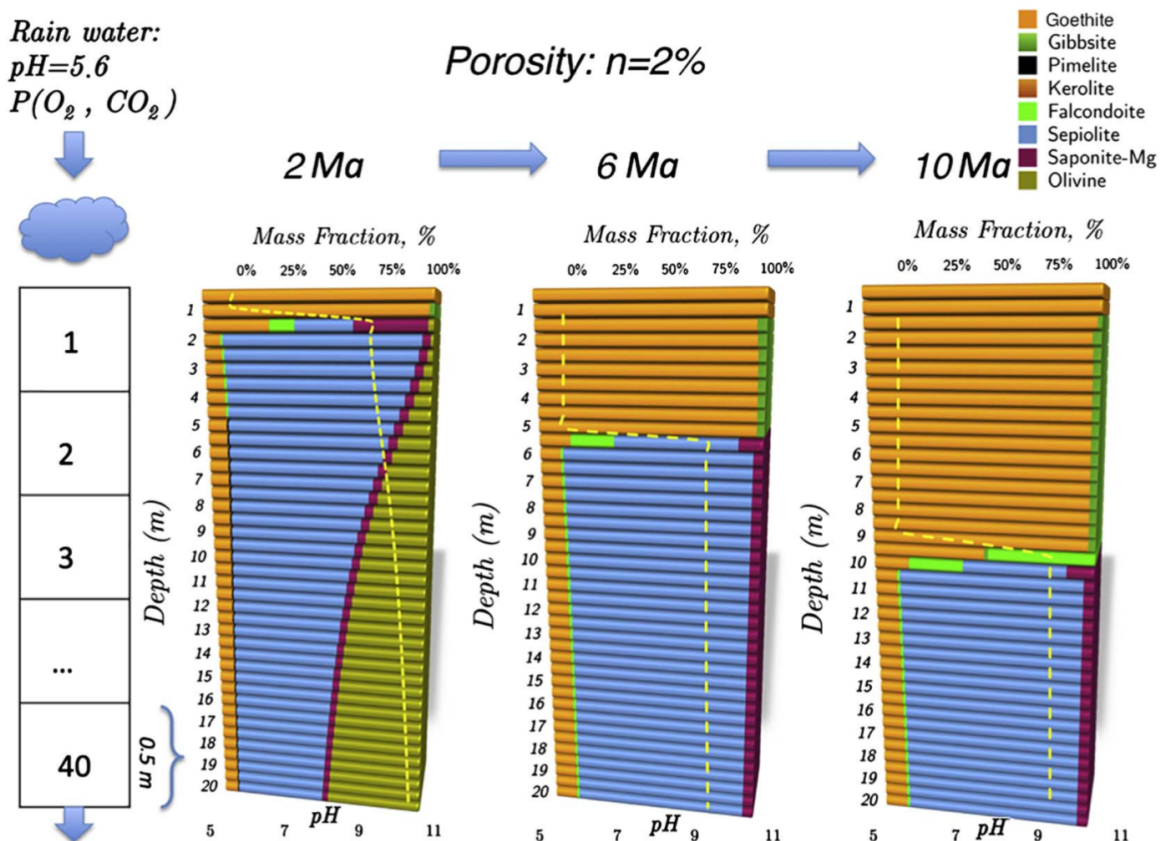 Rain water:
pH=5.6
P(O₂ , CO₂)
Porosity: n=2%
Goethite
Gibbsite
Pimelite
Kerolite
Falcondoite
Sepiolite
Saponite-Mg
Olivine
2 Ma
6 Ma
10 Ma
1
2
3
...
40
0.5 m
Mass Fraction, %
0% 25% 50% 75% 100%
Depth (m)
1
2
3
4
5
6
7
8
9
10
11
12
13
14
15
16
17
18
19
20
pH
5 7 9 11
Mass Fraction, %
0% 25% 50% 75% 100%
Depth (m)
1
2
3
4
5
6
7
8
9
10
11
12
13
14
15
16
17
18
19
20
pH
5 7 9 11
Mass Fraction, %
0% 25% 50% 75% 100%
Depth (m)
1
2
3
4
5
6
7
8
9
10
11
12
13
14
15
16
17
18
19
20
pH
5 7 9 11